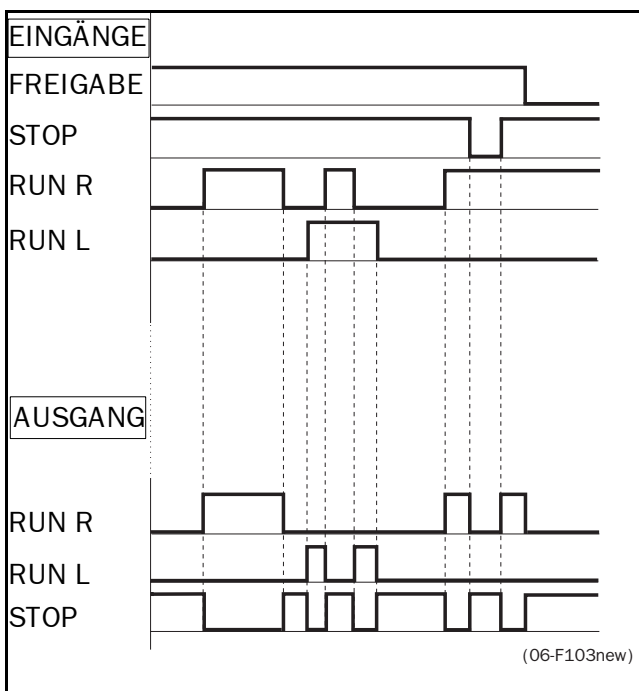 EINGÄNGE
FREIGABE
STOP
RUN R
RUN L
AUSGANG
RUN R
RUN L
STOP
(06-F103new)